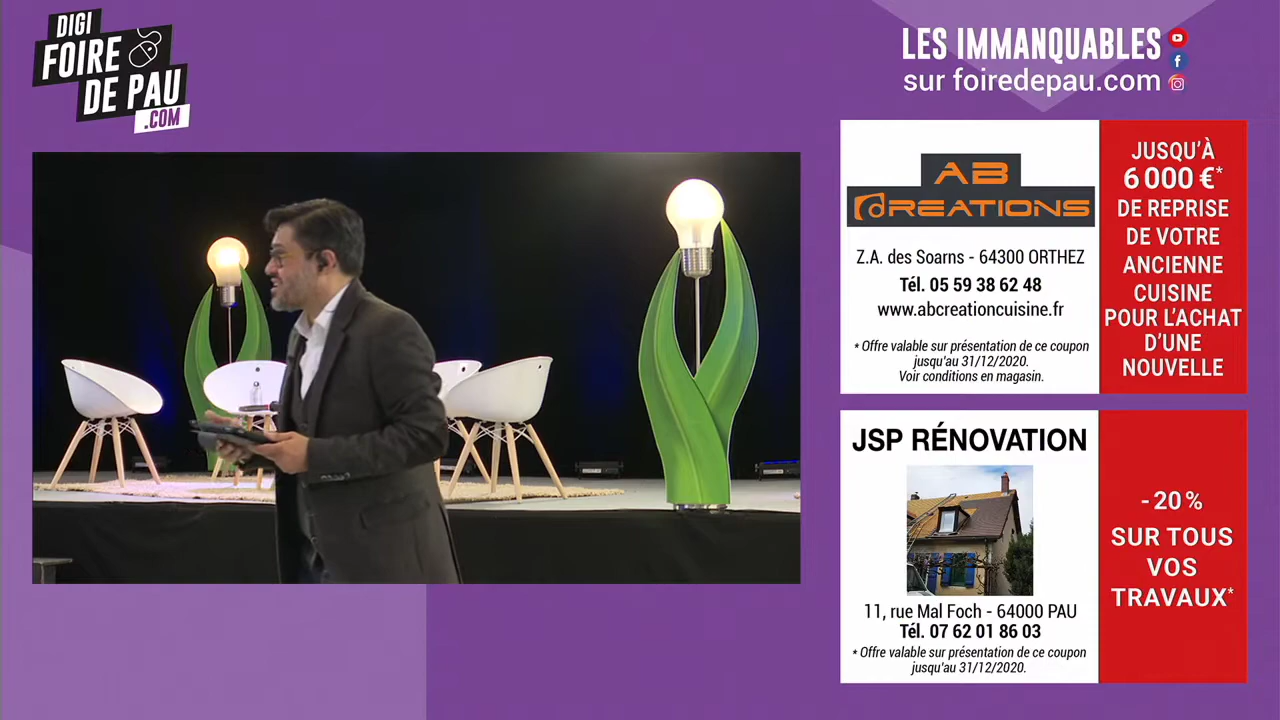 DIGI
FOIRE
DE PAU
.COM
LES IMMANQUABLES
sur foiredepau.com
AB
CREATIONS
Z.A. des Soarns - 64300 ORTHEZ
Tél. 05 59 38 62 48
www.abcreationcuisine.fr
* Offre valable sur présentation de ce coupon
jusqu'au 31/12/2020.
Voir conditions en magasin.
JUSQU'À
6 000 €*
DE REPRISE
DE VOTRE
ANCIENNE
CUISINE
POUR L'ACHAT
D'UNE
NOUVELLE
JSP RÉNOVATION
11, rue Mal Foch - 64000 PAU
Tél. 07 62 01 86 03
* Offre valable sur présentation de ce coupon
jusqu'au 31/12/2020.
- 20 %
SUR TOUS
VOS
TRAVAUX*